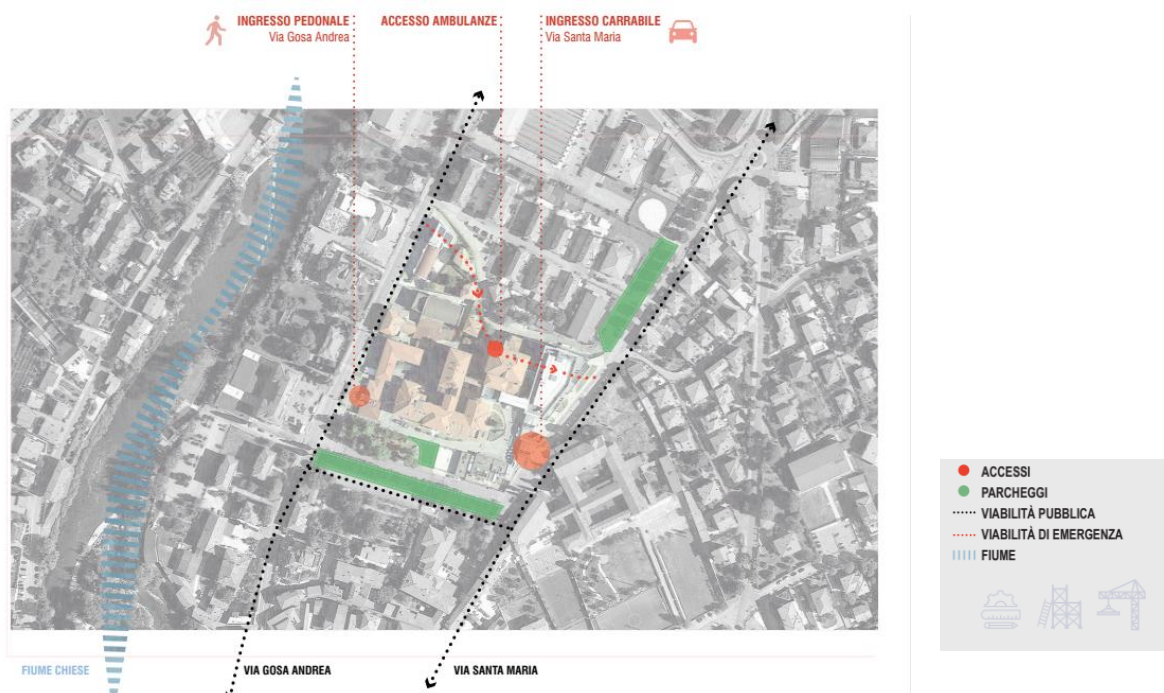 INGRESSO PEDONALE
Via Gosa Andrea
ACCESSO AMBULANZE
INGRESSO CARRABILE
Via Santa Maria
FIUME CHIESE
VIA GOSA ANDREA
VIA SANTA MARIA
ACCESSI
PARCHEGGI
VIABILITÀ PUBBLICA
VIABILITÀ DI EMERGENZA
FIUME